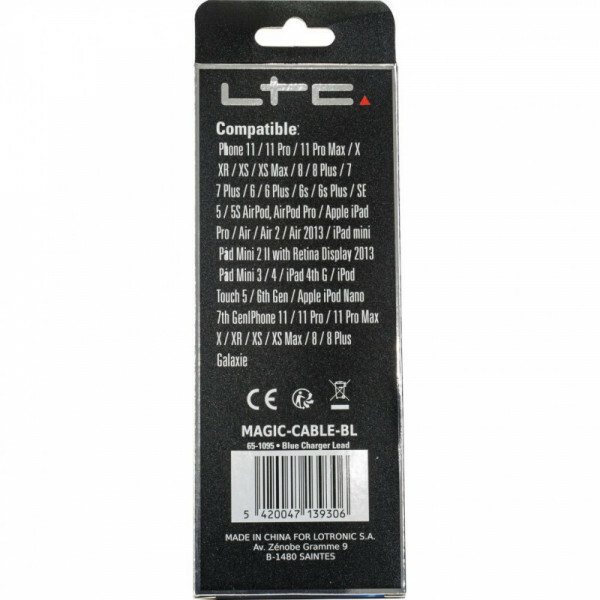 LTC
Compatible:
Phone 11 / 11 Pro / 11 Pro Max / X
XR / XS / XS Max / 8 / 8 Plus / 7
7 Plus / 6 / 6 Plus / 6s / 6s Plus / SE
5 / 5S AirPod, AirPod Pro / Apple iPad
Pro / Air / Air 2 / Air 2013 / iPad mini
Pad Mini 2 II with Retina Display 2013
Pad Mini 3 / 4 / iPad 4th G / iPod
Touch 5 / 6th Gen / Apple iPod Nano
7th GenIPhone 11 / 11 Pro / 11 Pro Max
X / XR / XS / XS Max / 8 / 8 Plus
Galaxie
CE
MAGIC-CABLE-BL
65-1095 • Blue Charger Lead
5 420047 139306
MADE IN CHINA FOR LOTRONIC S.A.
Av. Zénobe Gramme 9
B-1480 SAINTES